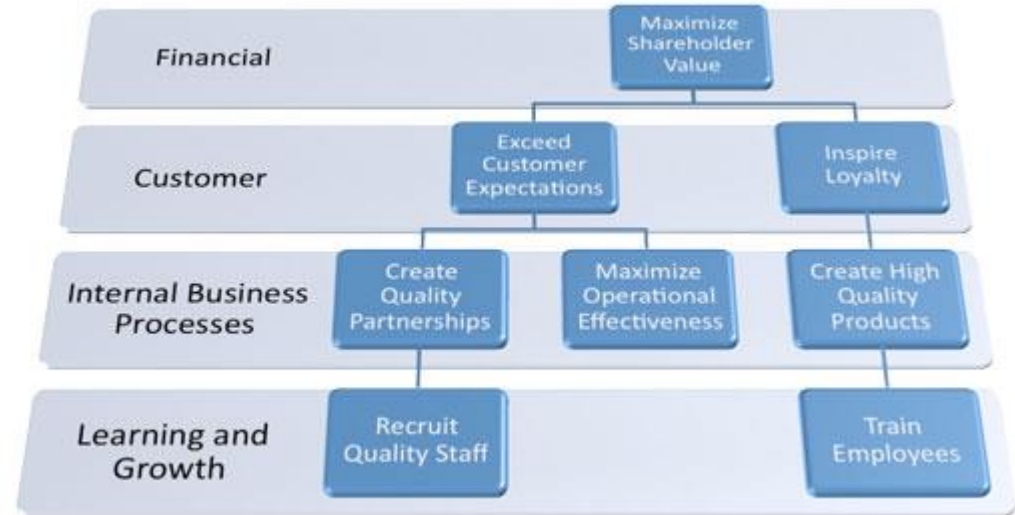 Financial
Maximize
Shareholder
Value
Customer
Exceed
Customer
Expectations
Inspire
Loyalty
Internal Business
Processes
Create
Quality
Partnerships
Maximize
Operational
Effectiveness
Create High
Quality
Products
Learning and
Growth
Recruit
Quality Staff
Train
Employees